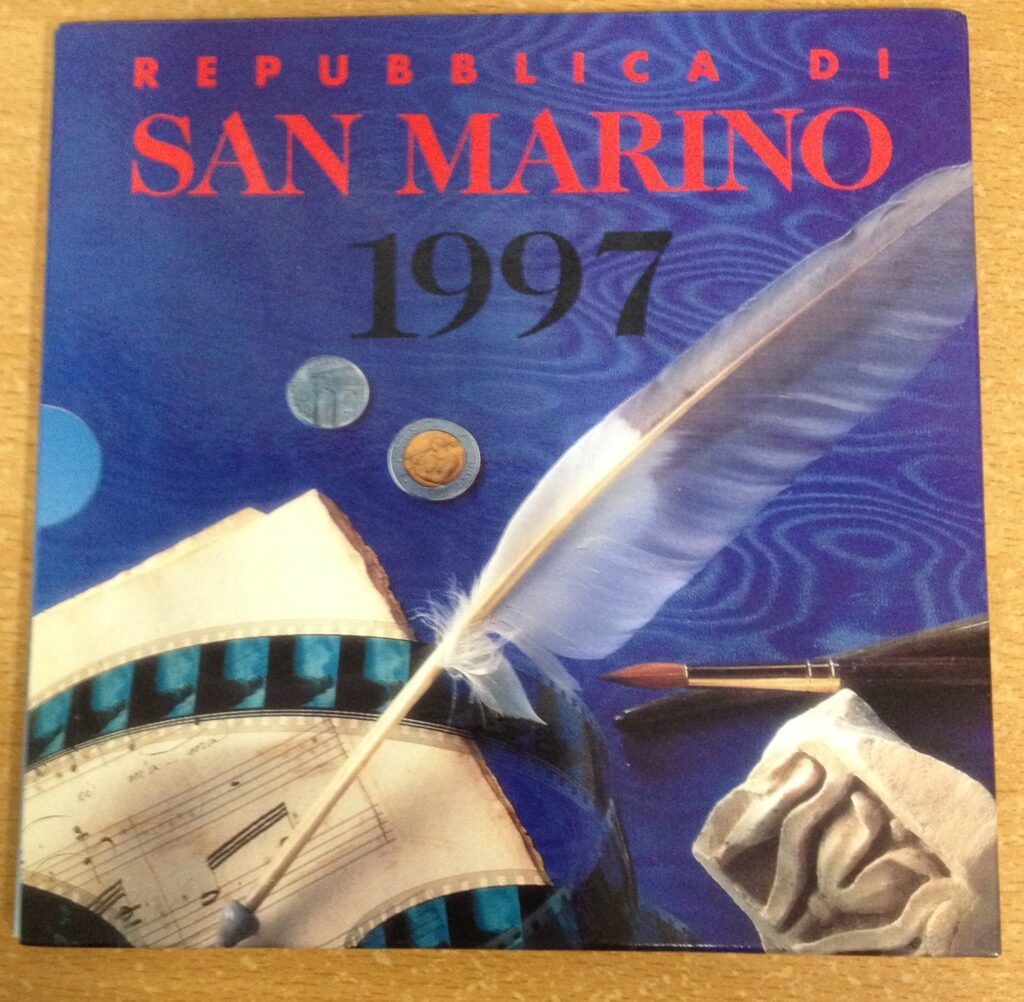 REPUBBLICA DI
SAN MARINO
1997